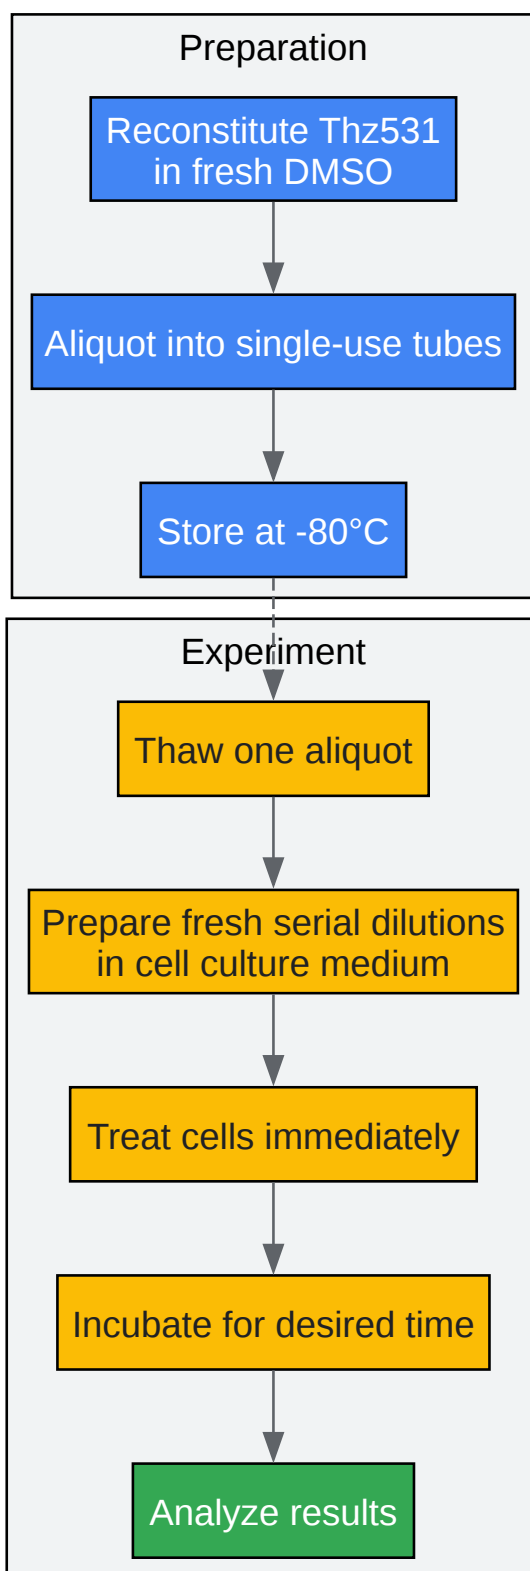 Preparation
Reconstitute Thz531
in fresh DMSO
Aliquot into single-use tubes
Store at -80°C
Experiment
Thaw one aliquot
Prepare fresh serial dilutions
in cell culture medium
Treat cells immediately
Incubate for desired time
Analyze results